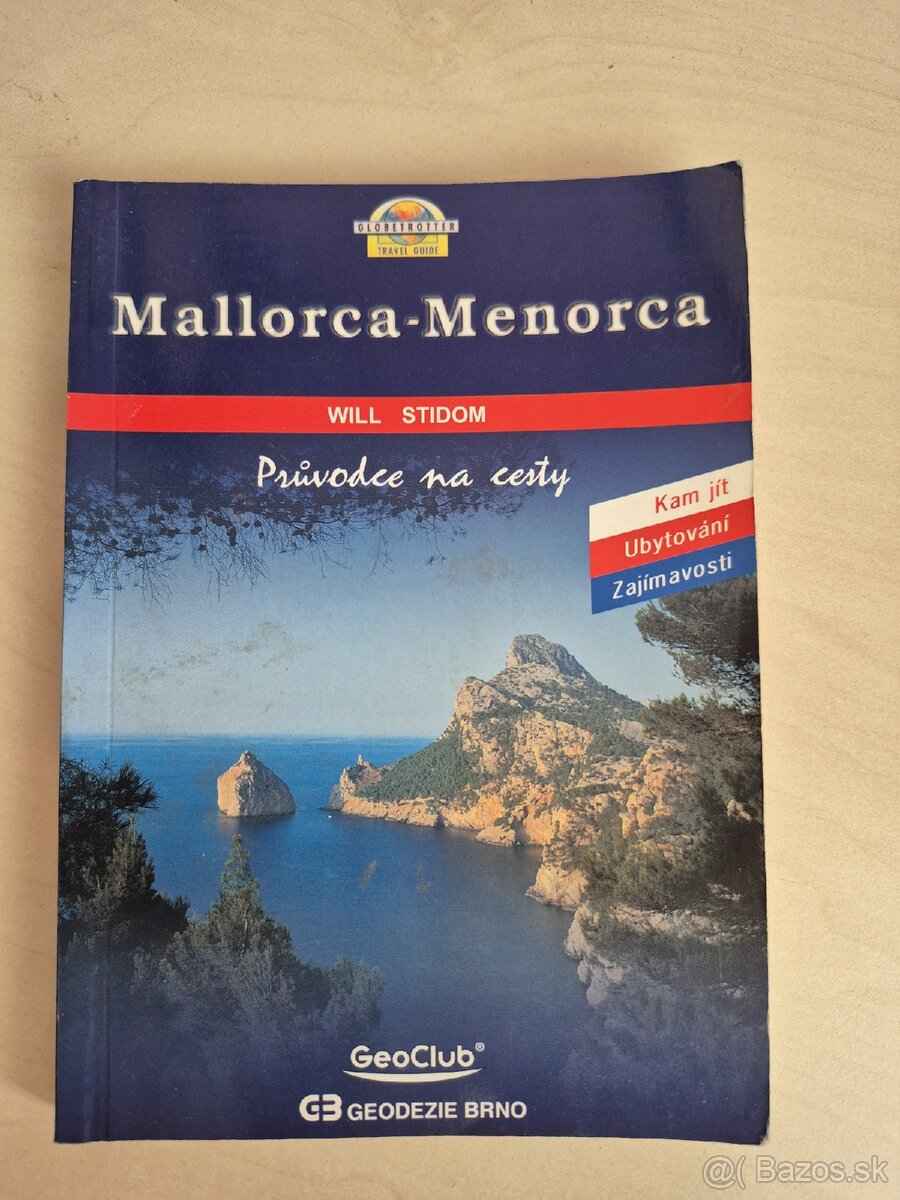 GLOBETROTTER
TRAVEL GUIDE
Mallorca-Menorca
WILL STIDOM
Průvodce na cesty
Kam jít
Ubytování
Zajímavosti
GeoClub®
GB GEODEZIE BRNO
@( Bazos.sk